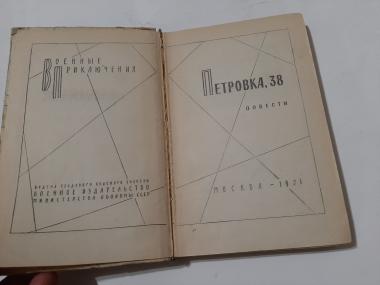 Военные
Приключения
ОРДЕНА ТРУДОВОГО КРАСНОГО ЗНАМЕНИ
ВОЕННОЕ ИЗДАТЕЛЬСТВО
МИНИСТЕРСТВА ОБОРОНЫ СССР
ПЕТРОВКА, 38
ПОВЕСТИ
МОСКВА –